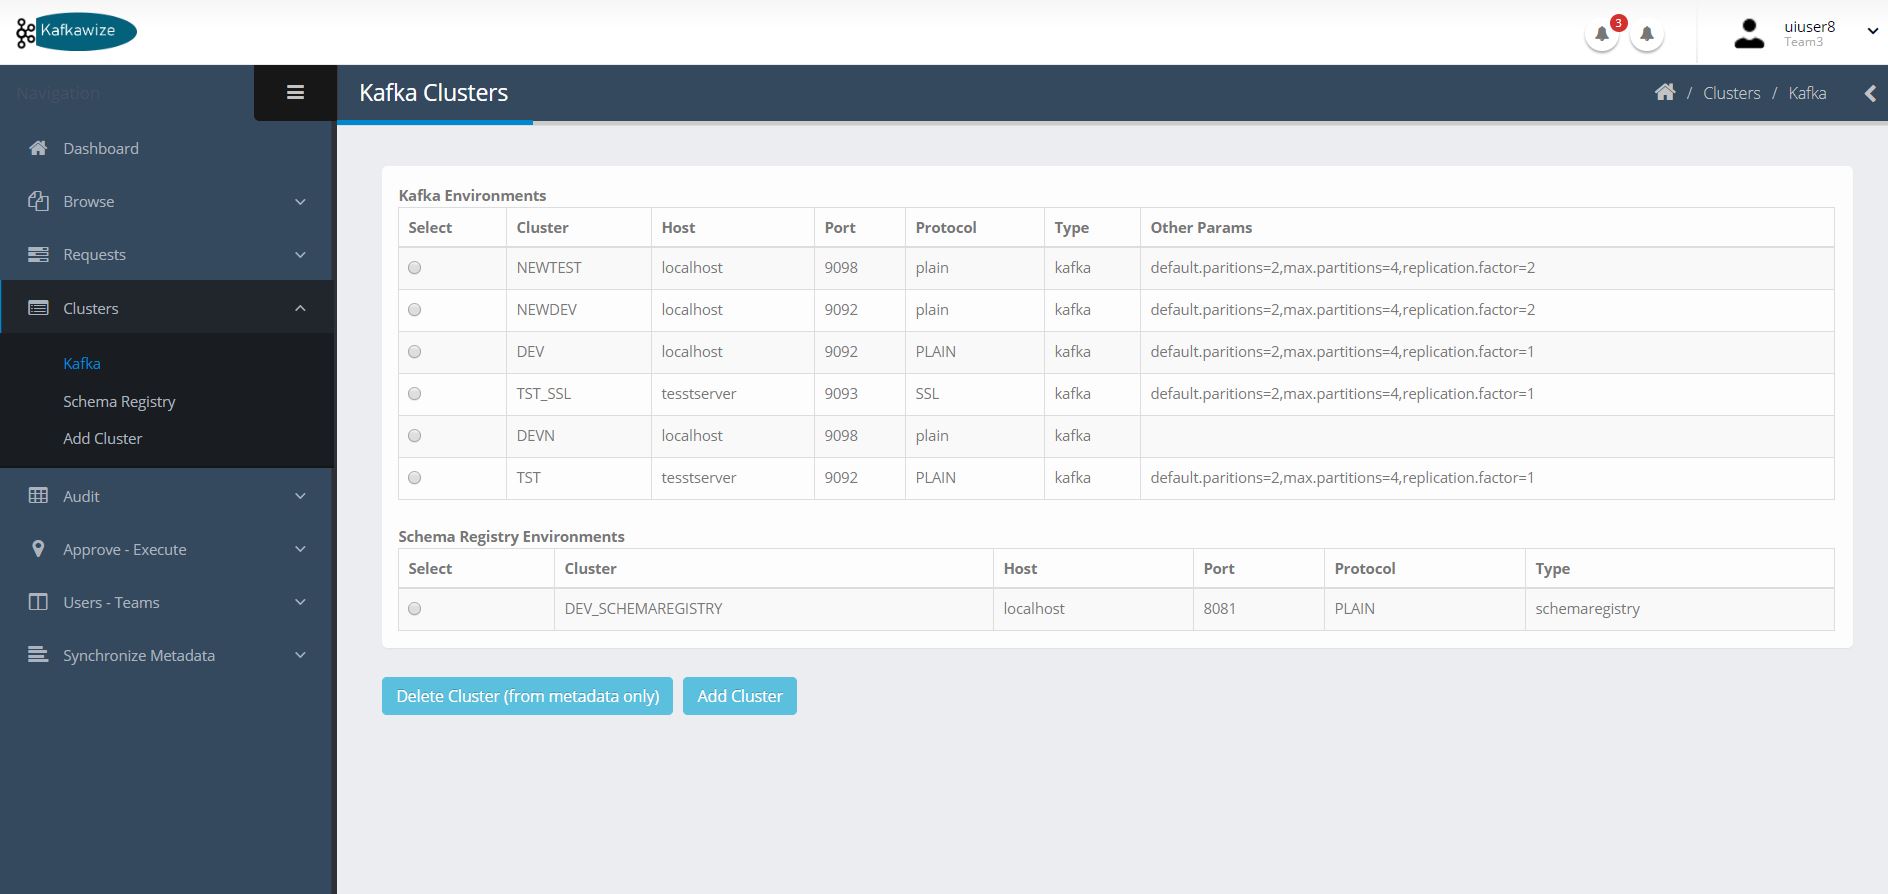 Kafkawize
3
uiuser8
Team3
Navigation
Kafka Clusters
/ Clusters / Kafka
Dashboard
Browse
Requests
Clusters
Kafka
Schema Registry
Add Cluster
Audit
Approve - Execute
Users - Teams
Synchronize Metadata
Kafka Environments
Select Cluster Host Port Protocol Type Other Params
NEWTEST localhost 9098 plain kafka default.paritions=2,max.partitions=4,replication.factor=2
NEWDEV localhost 9092 plain kafka default.paritions=2,max.partitions=4,replication.factor=2
DEV localhost 9092 PLAIN kafka default.paritions=2,max.partitions=4,replication.factor=1
TST_SSL tesstserver 9093 SSL kafka default.paritions=2,max.partitions=4,replication.factor=1
DEVN localhost 9098 plain kafka
TST tesstserver 9092 PLAIN kafka default.paritions=2,max.partitions=4,replication.factor=1
Schema Registry Environments
Select Cluster Host Port Protocol Type
DEV_SCHEMAREGISTRY localhost 8081 PLAIN schemaregistry
Delete Cluster (from metadata only) Add Cluster